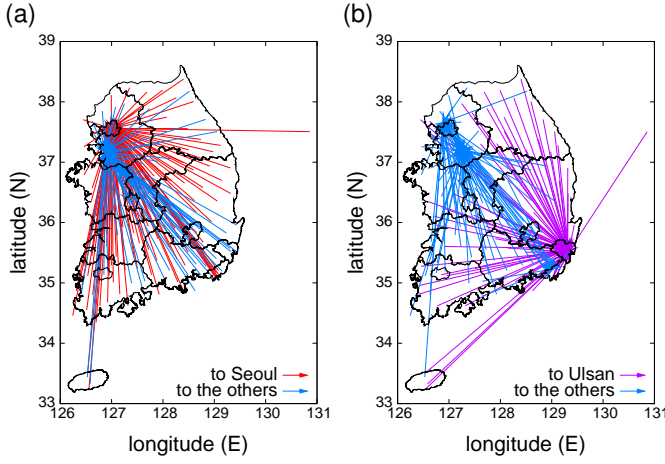 (a)
39
38
37
36
35
34
33
latitude (N)
to Seoul
to the others
126 127 128 129 130 131
longitude (E)
(b)
39
38
37
36
35
34
33
latitude (N)
to Ulsan
to the others
126 127 128 129 130 131
longitude (E)